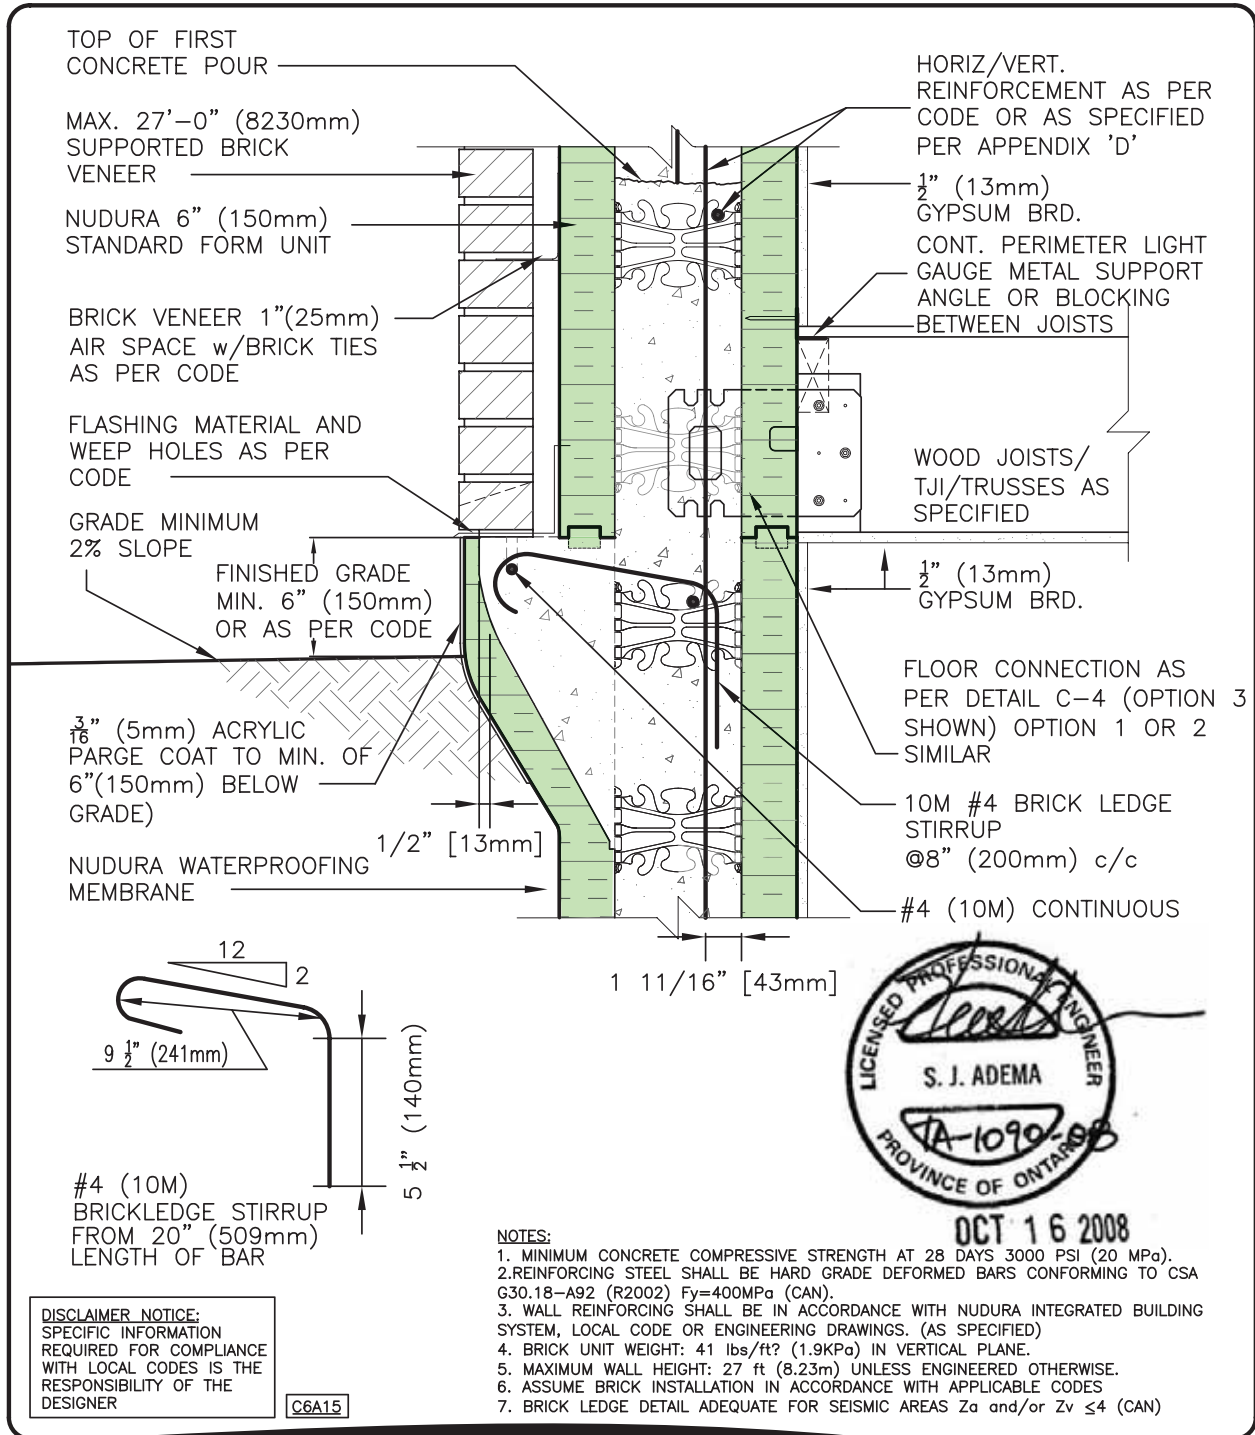 TOP OF FIRST
CONCRETE POUR
MAX. 27'-0" (8230mm)
SUPPORTED BRICK
VENEER
NUDURA 6" (150mm)
STANDARD FORM UNIT
BRICK VENEER 1"(25mm)
AIR SPACE w/BRICK TIES
AS PER CODE
FLASHING MATERIAL AND
WEEP HOLES AS PER
CODE
GRADE MINIMUM
2% SLOPE
FINISHED GRADE
MIN. 6" (150mm)
OR AS PER CODE
3/16" (5mm) ACRYLIC
PARGE COAT TO MIN. OF
6"(150mm) BELOW
GRADE)
1/2" [13mm]
NUDURA WATERPROOFING
MEMBRANE
HORIZ/VERT.
REINFORCEMENT AS PER
CODE OR AS SPECIFIED
PER APPENDIX 'D'
1/2" (13mm)
GYPSUM BRD.
CONT. PERIMETER LIGHT
GAUGE METAL SUPPORT
ANGLE OR BLOCKING
BETWEEN JOISTS
WOOD JOISTS/
TJI/TRUSSES AS
SPECIFIED
1/2" (13mm)
GYPSUM BRD.
FLOOR CONNECTION AS
PER DETAIL C-4 (OPTION 3
SHOWN) OPTION 1 OR 2
SIMILAR
10M #4 BRICK LEDGE
STIRRUP
@8" (200mm) c/c
#4 (10M) CONTINUOUS
1 11/16" [43mm]
12
2
9 1/2" (241mm)
5 1/2" (140mm)
#4 (10M)
BRICKLEDGE STIRRUP
FROM 20" (509mm)
LENGTH OF BAR
LICENSED PROFESSIONAL ENGINEER
S. J. ADEMA
TA-1090-08
PROVINCE OF ONTARIO
OCT 16 2008
NOTES:
1. MINIMUM CONCRETE COMPRESSIVE STRENGTH AT 28 DAYS 3000 PSI (20 MPa).
2.REINFORCING STEEL SHALL BE HARD GRADE DEFORMED BARS CONFORMING TO CSA
G30.18-A92 (R2002) Fy=400MPa (CAN).
3. WALL REINFORCING SHALL BE IN ACCORDANCE WITH NUDURA INTEGRATED BUILDING
SYSTEM, LOCAL CODE OR ENGINEERING DRAWINGS. (AS SPECIFIED)
4. BRICK UNIT WEIGHT: 41 lbs/ft? (1.9KPa) IN VERTICAL PLANE.
5. MAXIMUM WALL HEIGHT: 27 ft (8.23m) UNLESS ENGINEERED OTHERWISE.
6. ASSUME BRICK INSTALLATION IN ACCORDANCE WITH APPLICABLE CODES
7. BRICK LEDGE DETAIL ADEQUATE FOR SEISMIC AREAS Za and/or Zv ≤4 (CAN)
DISCLAIMER NOTICE:
SPECIFIC INFORMATION
REQUIRED FOR COMPLIANCE
WITH LOCAL CODES IS THE
RESPONSIBILITY OF THE
DESIGNER
C6A15